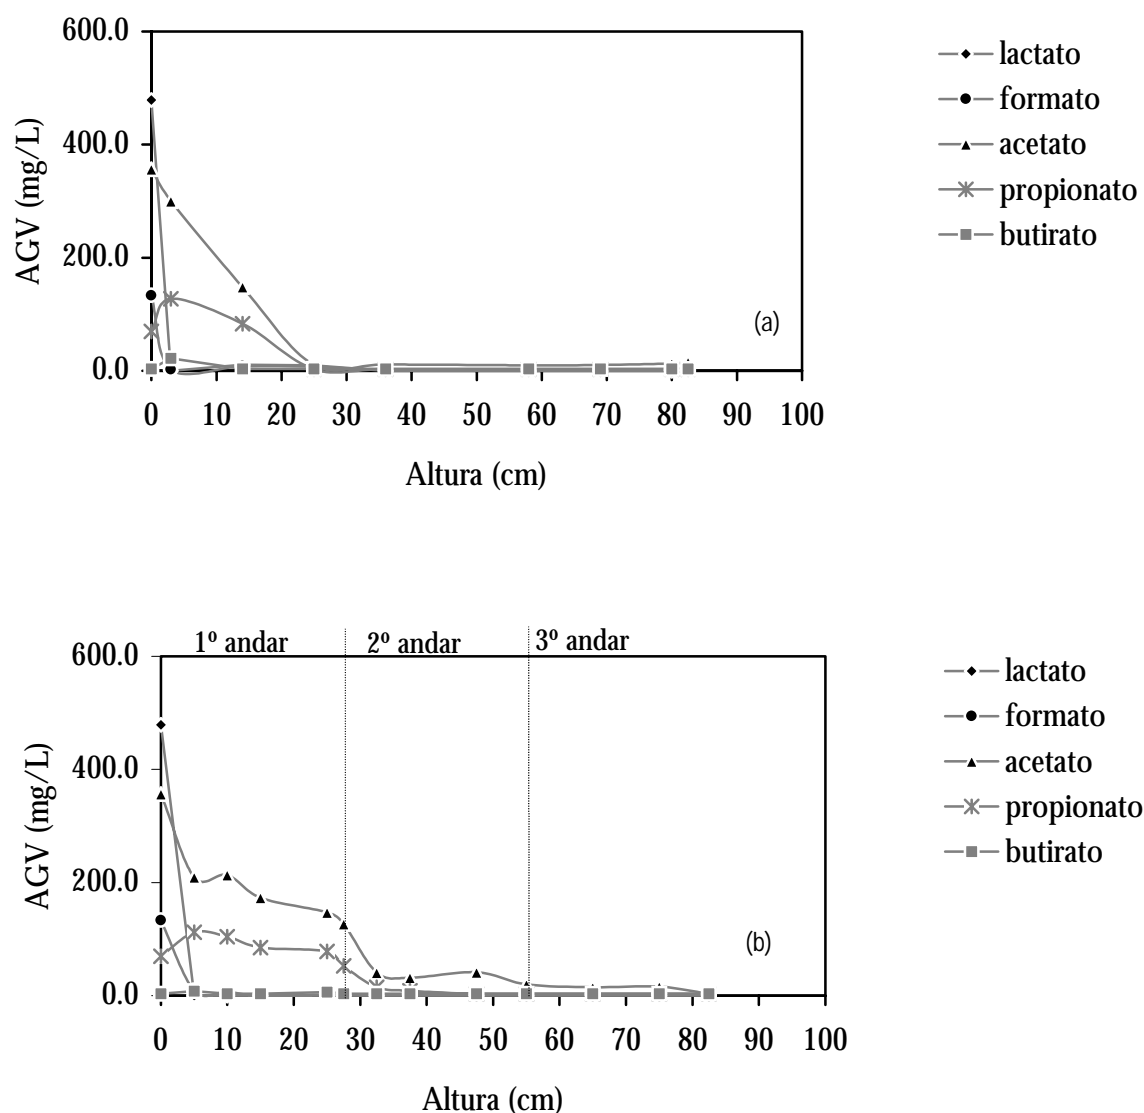 600.0
400.0
200.0
0.0
AGV (mg/L)
0 10 20 30 40 50 60 70 80 90 100
Altura (cm)
(a)
lactato
formato
acetato
propionato
butirato
1º andar 2º andar 3º andar
600.0
400.0
200.0
0.0
AGV (mg/L)
0 10 20 30 40 50 60 70 80 90 100
Altura (cm)
(b)
lactato
formato
acetato
propionato
butirato